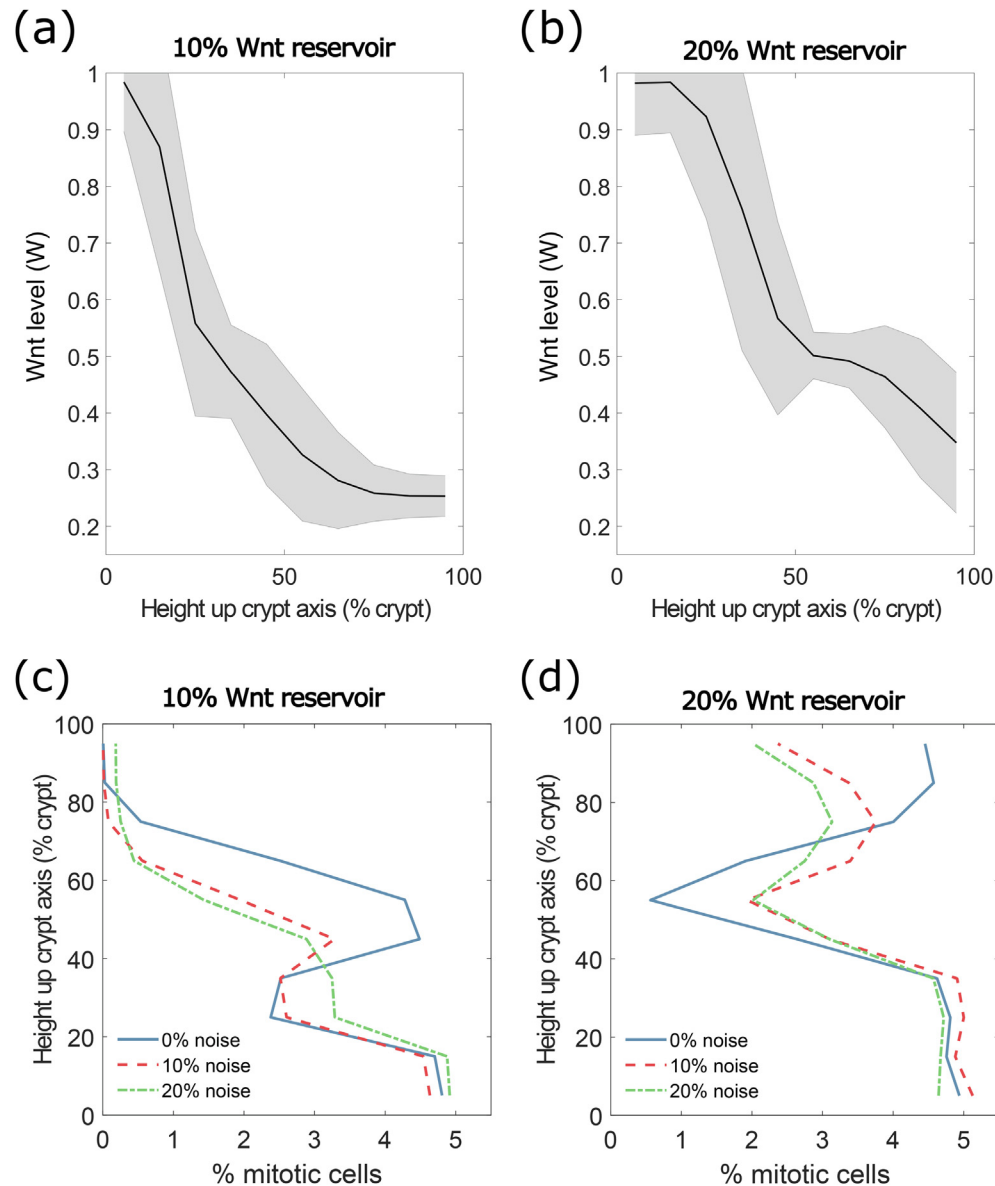 (a)
10% Wnt reservoir
1
0.9
0.8
0.7
0.6
0.5
0.4
0.3
0.2
Wnt level (W)
0
50
100
Height up crypt axis (% crypt)
(b)
20% Wnt reservoir
1
0.9
0.8
0.7
0.6
0.5
0.4
0.3
0.2
Wnt level (W)
0
50
100
Height up crypt axis (% crypt)
(c)
10% Wnt reservoir
100
80
60
40
20
0
Height up crypt axis (% crypt)
0% noise
10% noise
20% noise
0
1
2
3
4
5
% mitotic cells
(d)
20% Wnt reservoir
100
80
60
40
20
0
Height up crypt axis (% crypt)
0% noise
10% noise
20% noise
0
1
2
3
4
5
% mitotic cells